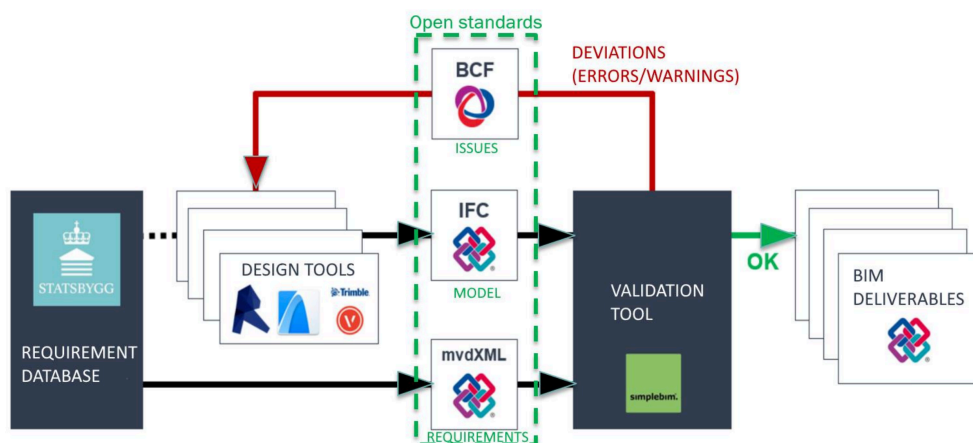 Open standards
BCF
ISSUES
DEVIATIONS
(ERRORS/WARNINGS)
STATSBYGG
REQUIREMENT
DATABASE
DESIGN TOOLS
Trimble
IFC
®
MODEL
mvdXML
®
REQUIREMENTS
VALIDATION
TOOL
sımplebım.
OK
BIM
DELIVERABLES
®